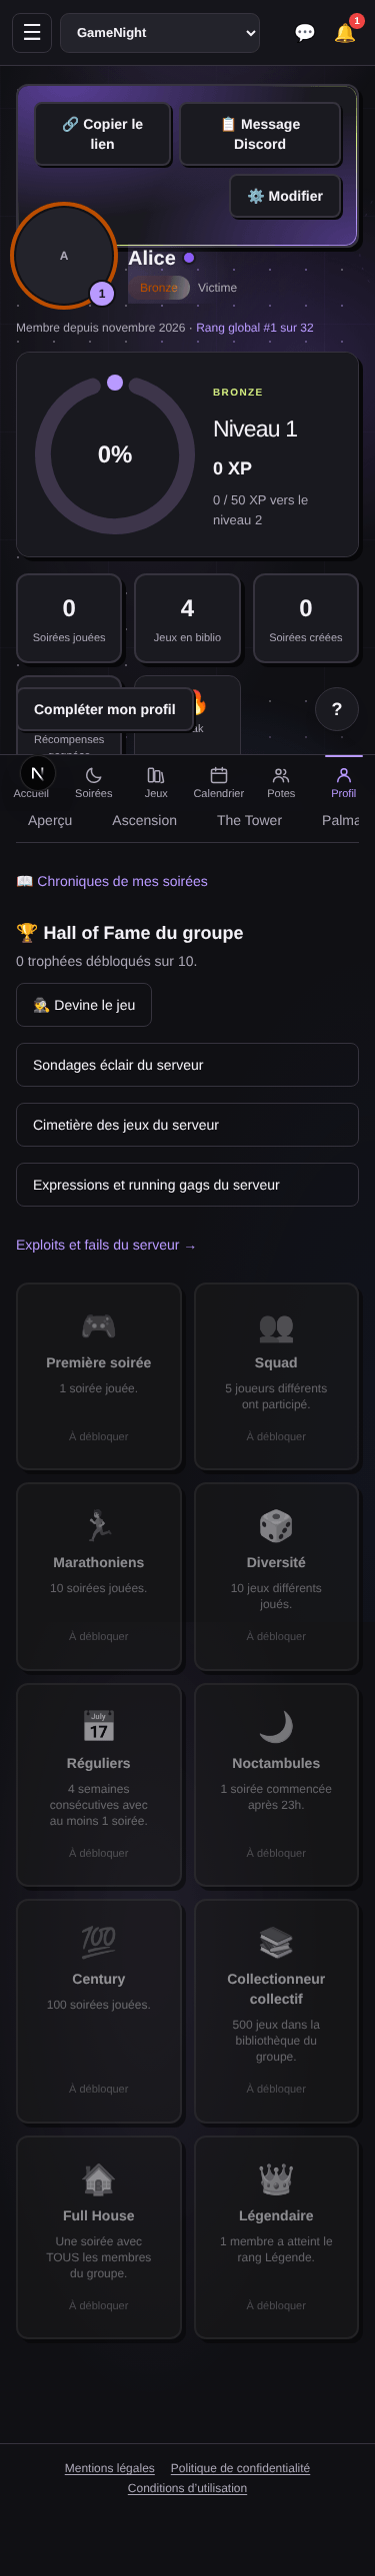 ☰ GameNight 💬 🔔 1
🔗 Copier le
lien
📋 Message
Discord
⚙️ Modifier
A
1
Alice
Bronze Victime
Membre depuis novembre 2026 · Rang global #1 sur 32
0%
BRONZE
Niveau 1
0 XP
0 / 50 XP vers le
niveau 2
0
Soirées jouées
4
Jeux en biblio
0
Soirées créées
Compléter mon profil
?
Récompenses
N
Accueil Soirées Jeux Calendrier Potes Profil
Aperçu Ascension The Tower Palma
📖 Chroniques de mes soirées
🏆 Hall of Fame du groupe
0 trophées débloqués sur 10.
🕵️ Devine le jeu
Sondages éclair du serveur
Cimetière des jeux du serveur
Expressions et running gags du serveur
Exploits et fails du serveur →
Première soirée
1 soirée jouée.
À débloquer
Squad
5 joueurs différents
ont participé.
À débloquer
Marathoniens
10 soirées jouées.
À débloquer
Diversité
10 jeux différents
joués.
À débloquer
July
17
Réguliers
4 semaines
consécutives avec
au moins 1 soirée.
À débloquer
Noctambules
1 soirée commencée
après 23h.
À débloquer
💯
Century
100 soirées jouées.
À débloquer
Collectionneur
collectif
500 jeux dans la
bibliothèque du
groupe.
À débloquer
Full House
Une soirée avec
TOUS les membres
du groupe.
À débloquer
Légendaire
1 membre a atteint le
rang Légende.
À débloquer
Mentions légales Politique de confidentialité
Conditions d'utilisation